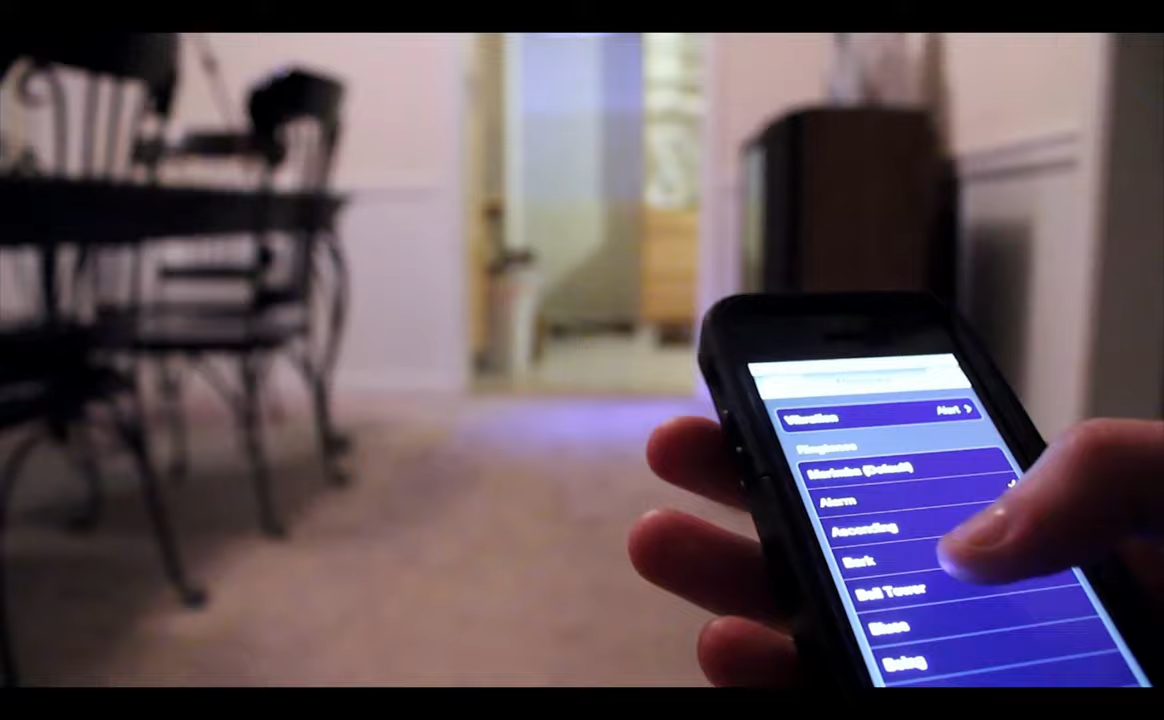 Vibration Alert >
Ringtones
Marimba (Default)
Alarm
Ascending
Bark
Bell Tower
Blues
Boing